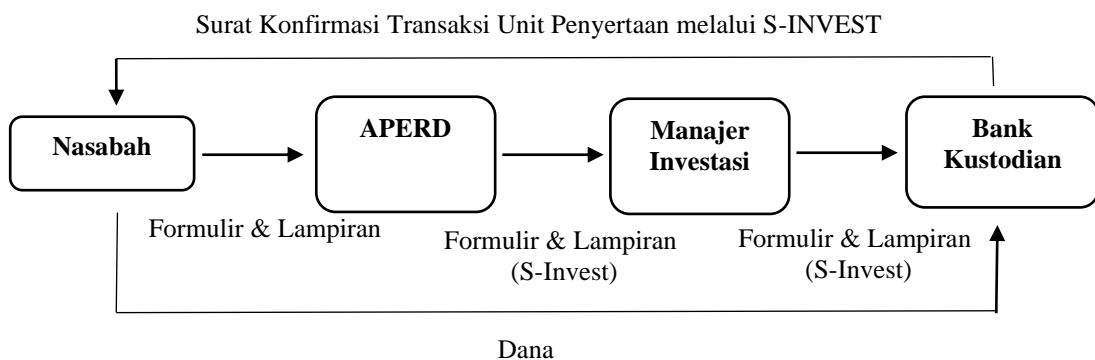 Surat Konfirmasi Transaksi Unit Penyertaan melalui S-INVEST
Nasabah
APERD
Manajer
Investasi
Bank
Kustodian
Formulir & Lampiran
Formulir & Lampiran
(S-Invest)
Formulir & Lampiran
(S-Invest)
Dana